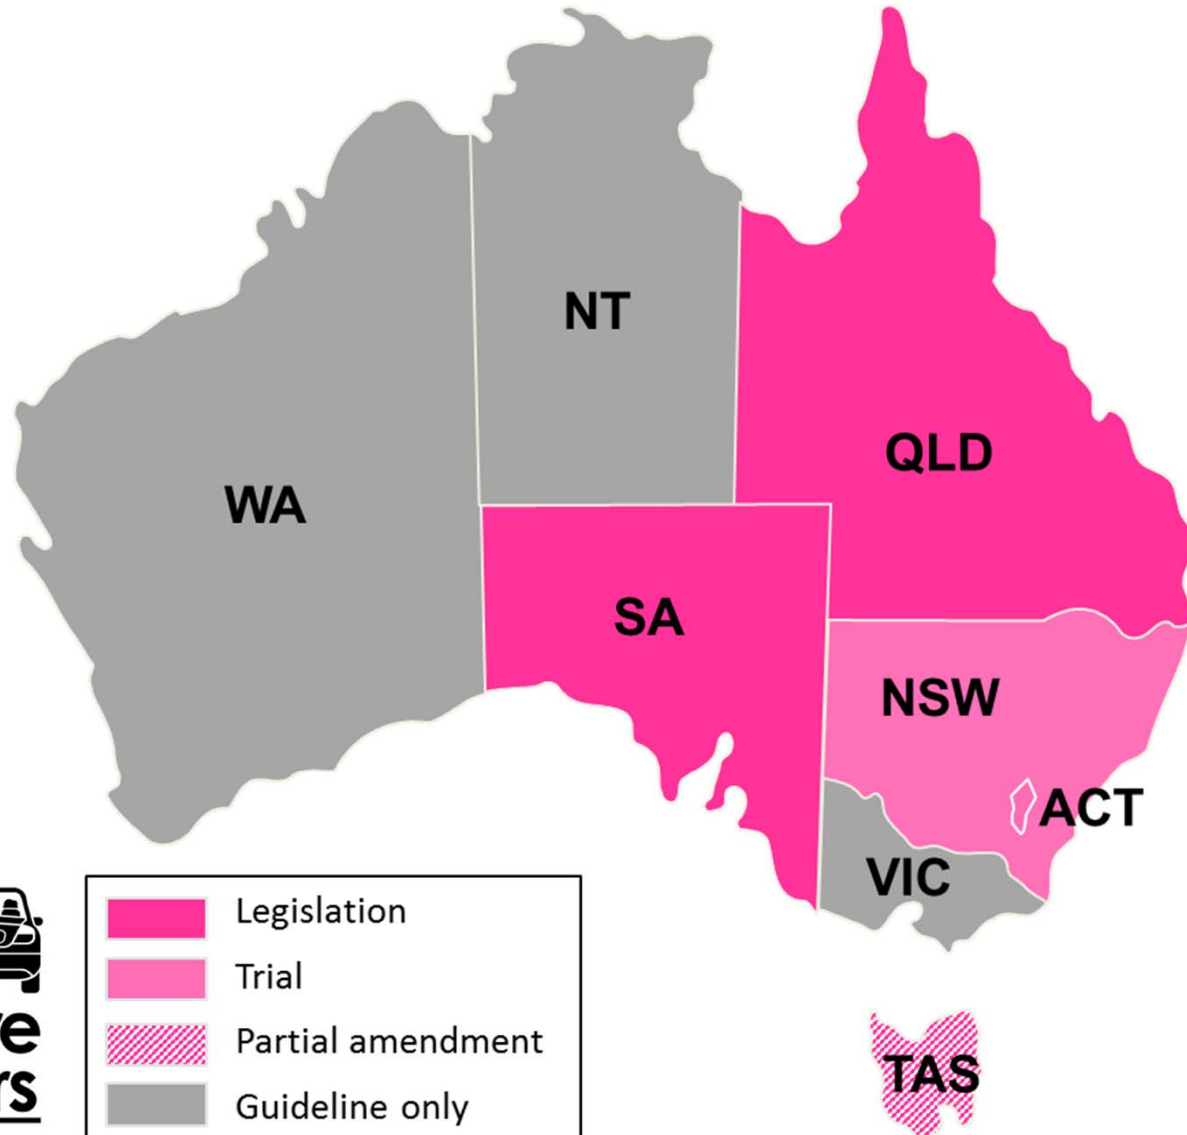 NT
QLD
WA
SA
NSW
ACT
VIC
Legislation
Trial
Partial amendment
Guideline only
TAS